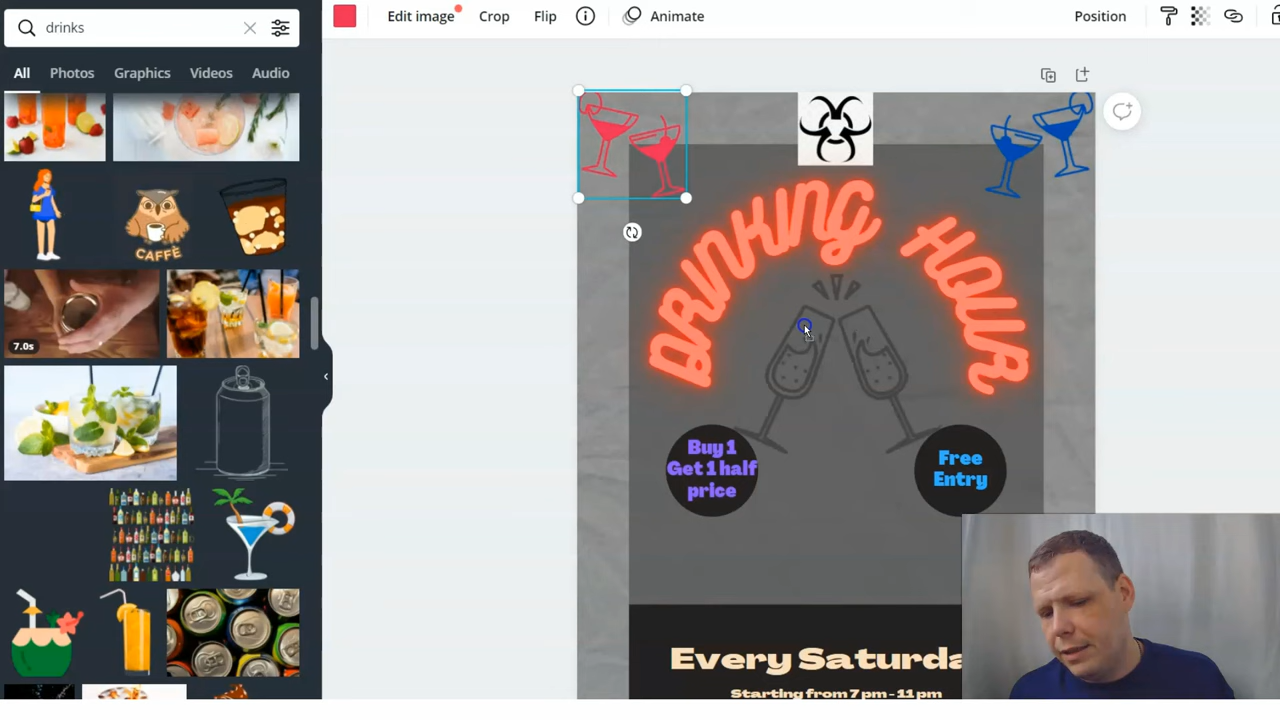 drinks
Edit image
Crop
Flip
Animate
Position
All
Photos
Graphics
Videos
Audio
CAFFÈ
7.0s
DRINKING HOUR
Buy 1
Get 1 half
price
Free
Entry
Every Saturda
Starting from 7 pm - 11 pm